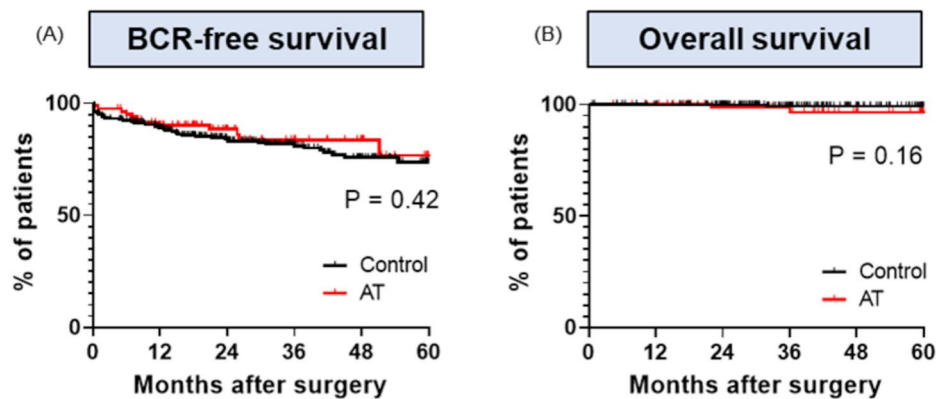 (A)
BCR-free survival
% of patients
100
50
0
P = 0.42
Control
AT
0 12 24 36 48 60
Months after surgery
(B)
Overall survival
% of patients
100
50
0
P = 0.16
Control
AT
0 12 24 36 48 60
Months after surgery